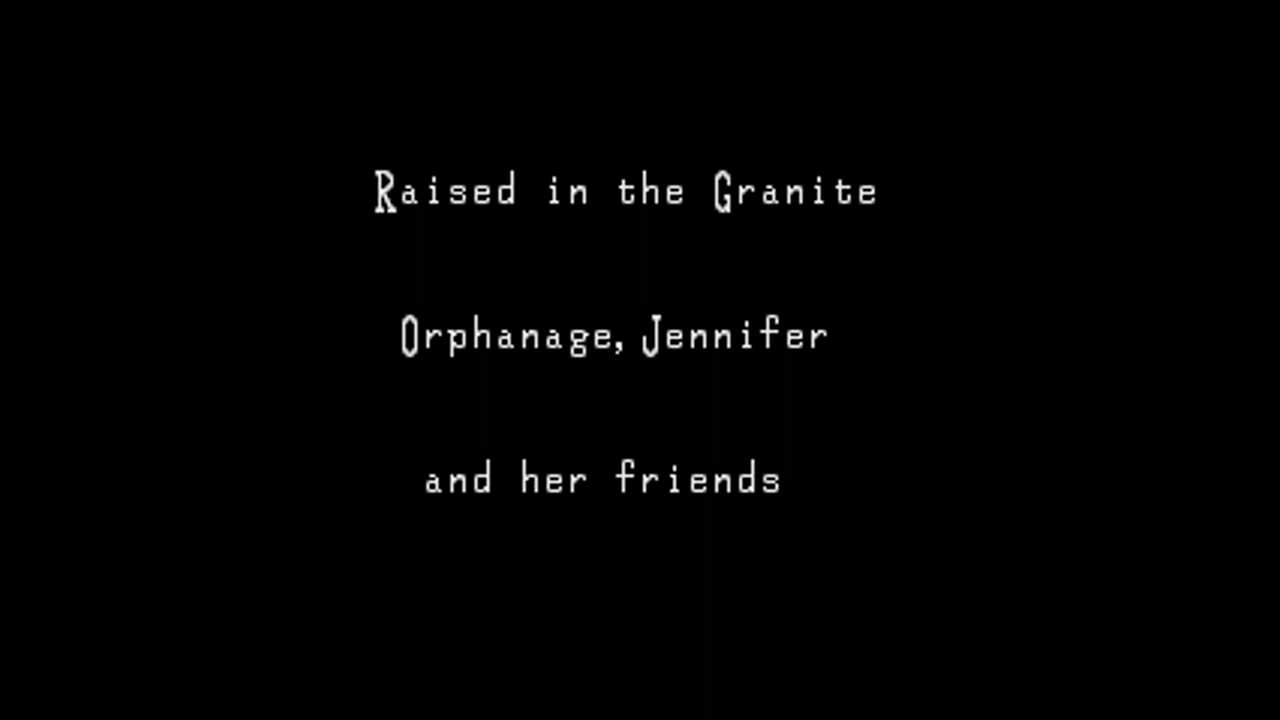 Raised in the Granite
Orphanage, Jennifer
and her friends